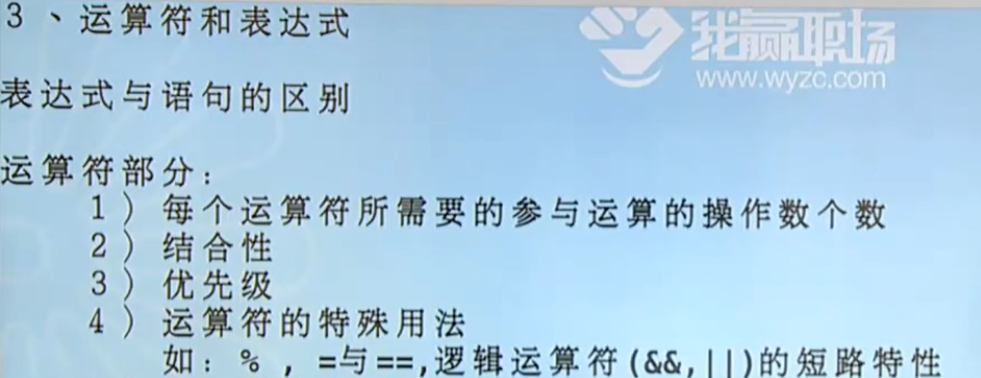 3、运算符和表达式
我赢职场
www.wyzc.com
表达式与语句的区别
运算符部分:
1)每个运算符所需要的参与运算的操作数个数
2)结合性
3)优先级
4)运算符的特殊用法
如:%,=与==,逻辑运算符(&&,||)的短路特性